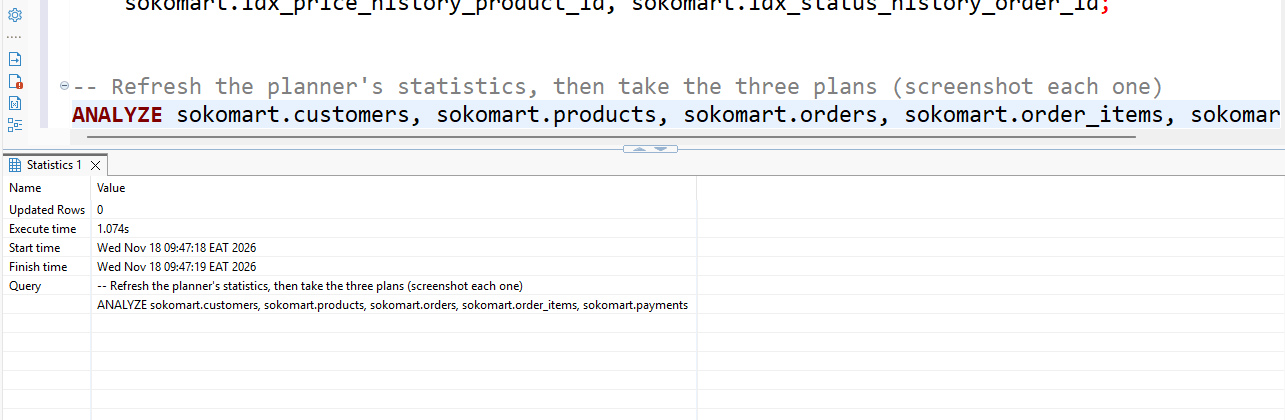 sokomart.idx_price_history_product_id, sokomart.idx_status_history_order_id;
-- Refresh the planner's statistics, then take the three plans (screenshot each one)
ANALYZE sokomart.customers, sokomart.products, sokomart.orders, sokomart.order_items, sokomar
Statistics 1
Name Value
Updated Rows 0
Execute time 1.074s
Start time Wed Nov 18 09:47:18 EAT 2026
Finish time Wed Nov 18 09:47:19 EAT 2026
Query -- Refresh the planner's statistics, then take the three plans (screenshot each one)
ANALYZE sokomart.customers, sokomart.products, sokomart.orders, sokomart.order_items, sokomart.payments